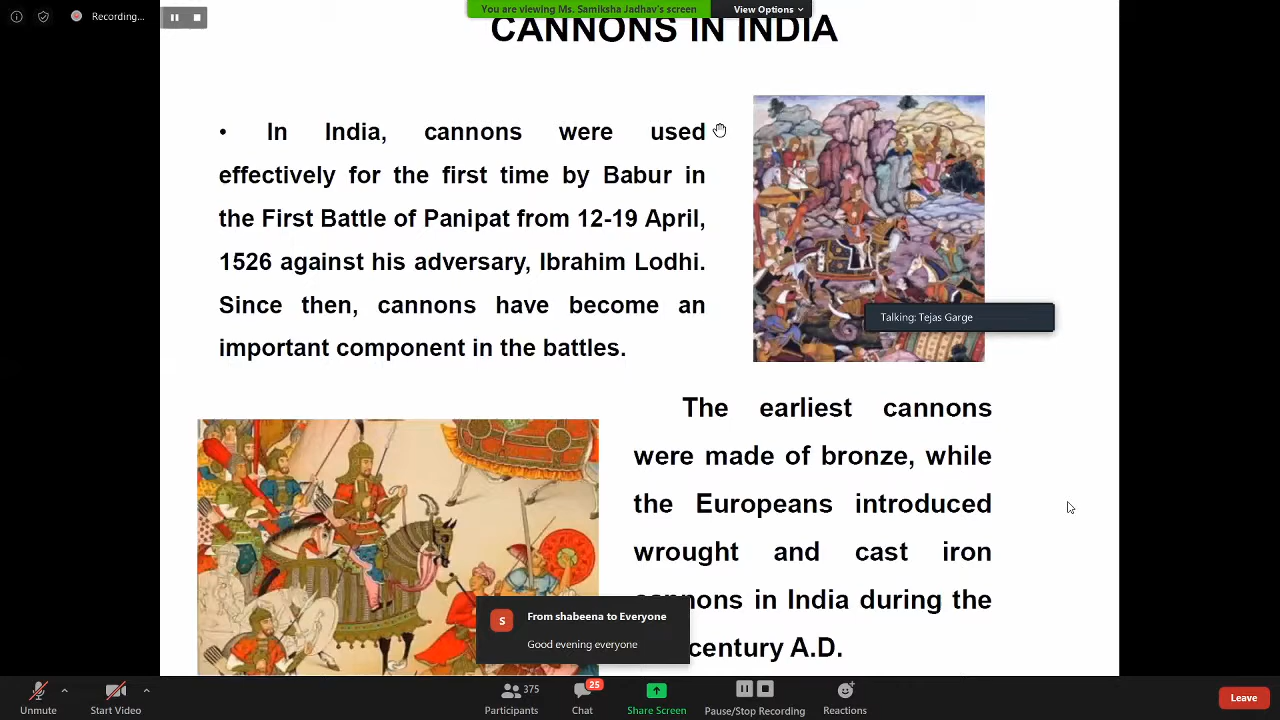 Recording...
You are viewing Ms. Samiksha Jadhav's screen
View Options
CANNONS IN INDIA
• In India, cannons were used
effectively for the first time by Babur in
the First Battle of Panipat from 12-19 April,
1526 against his adversary, Ibrahim Lodhi.
Since then, cannons have become an
important component in the battles.
Talking: Tejas Garge
The earliest cannons
were made of bronze, while
the Europeans introduced
wrought and cast iron
in India during the
century A.D.
S
From shabeena to Everyone
Good evening everyone
Unmute
Start Video
375
Participants
25
Chat
Share Screen
Pause/Stop Recording
Reactions
Leave